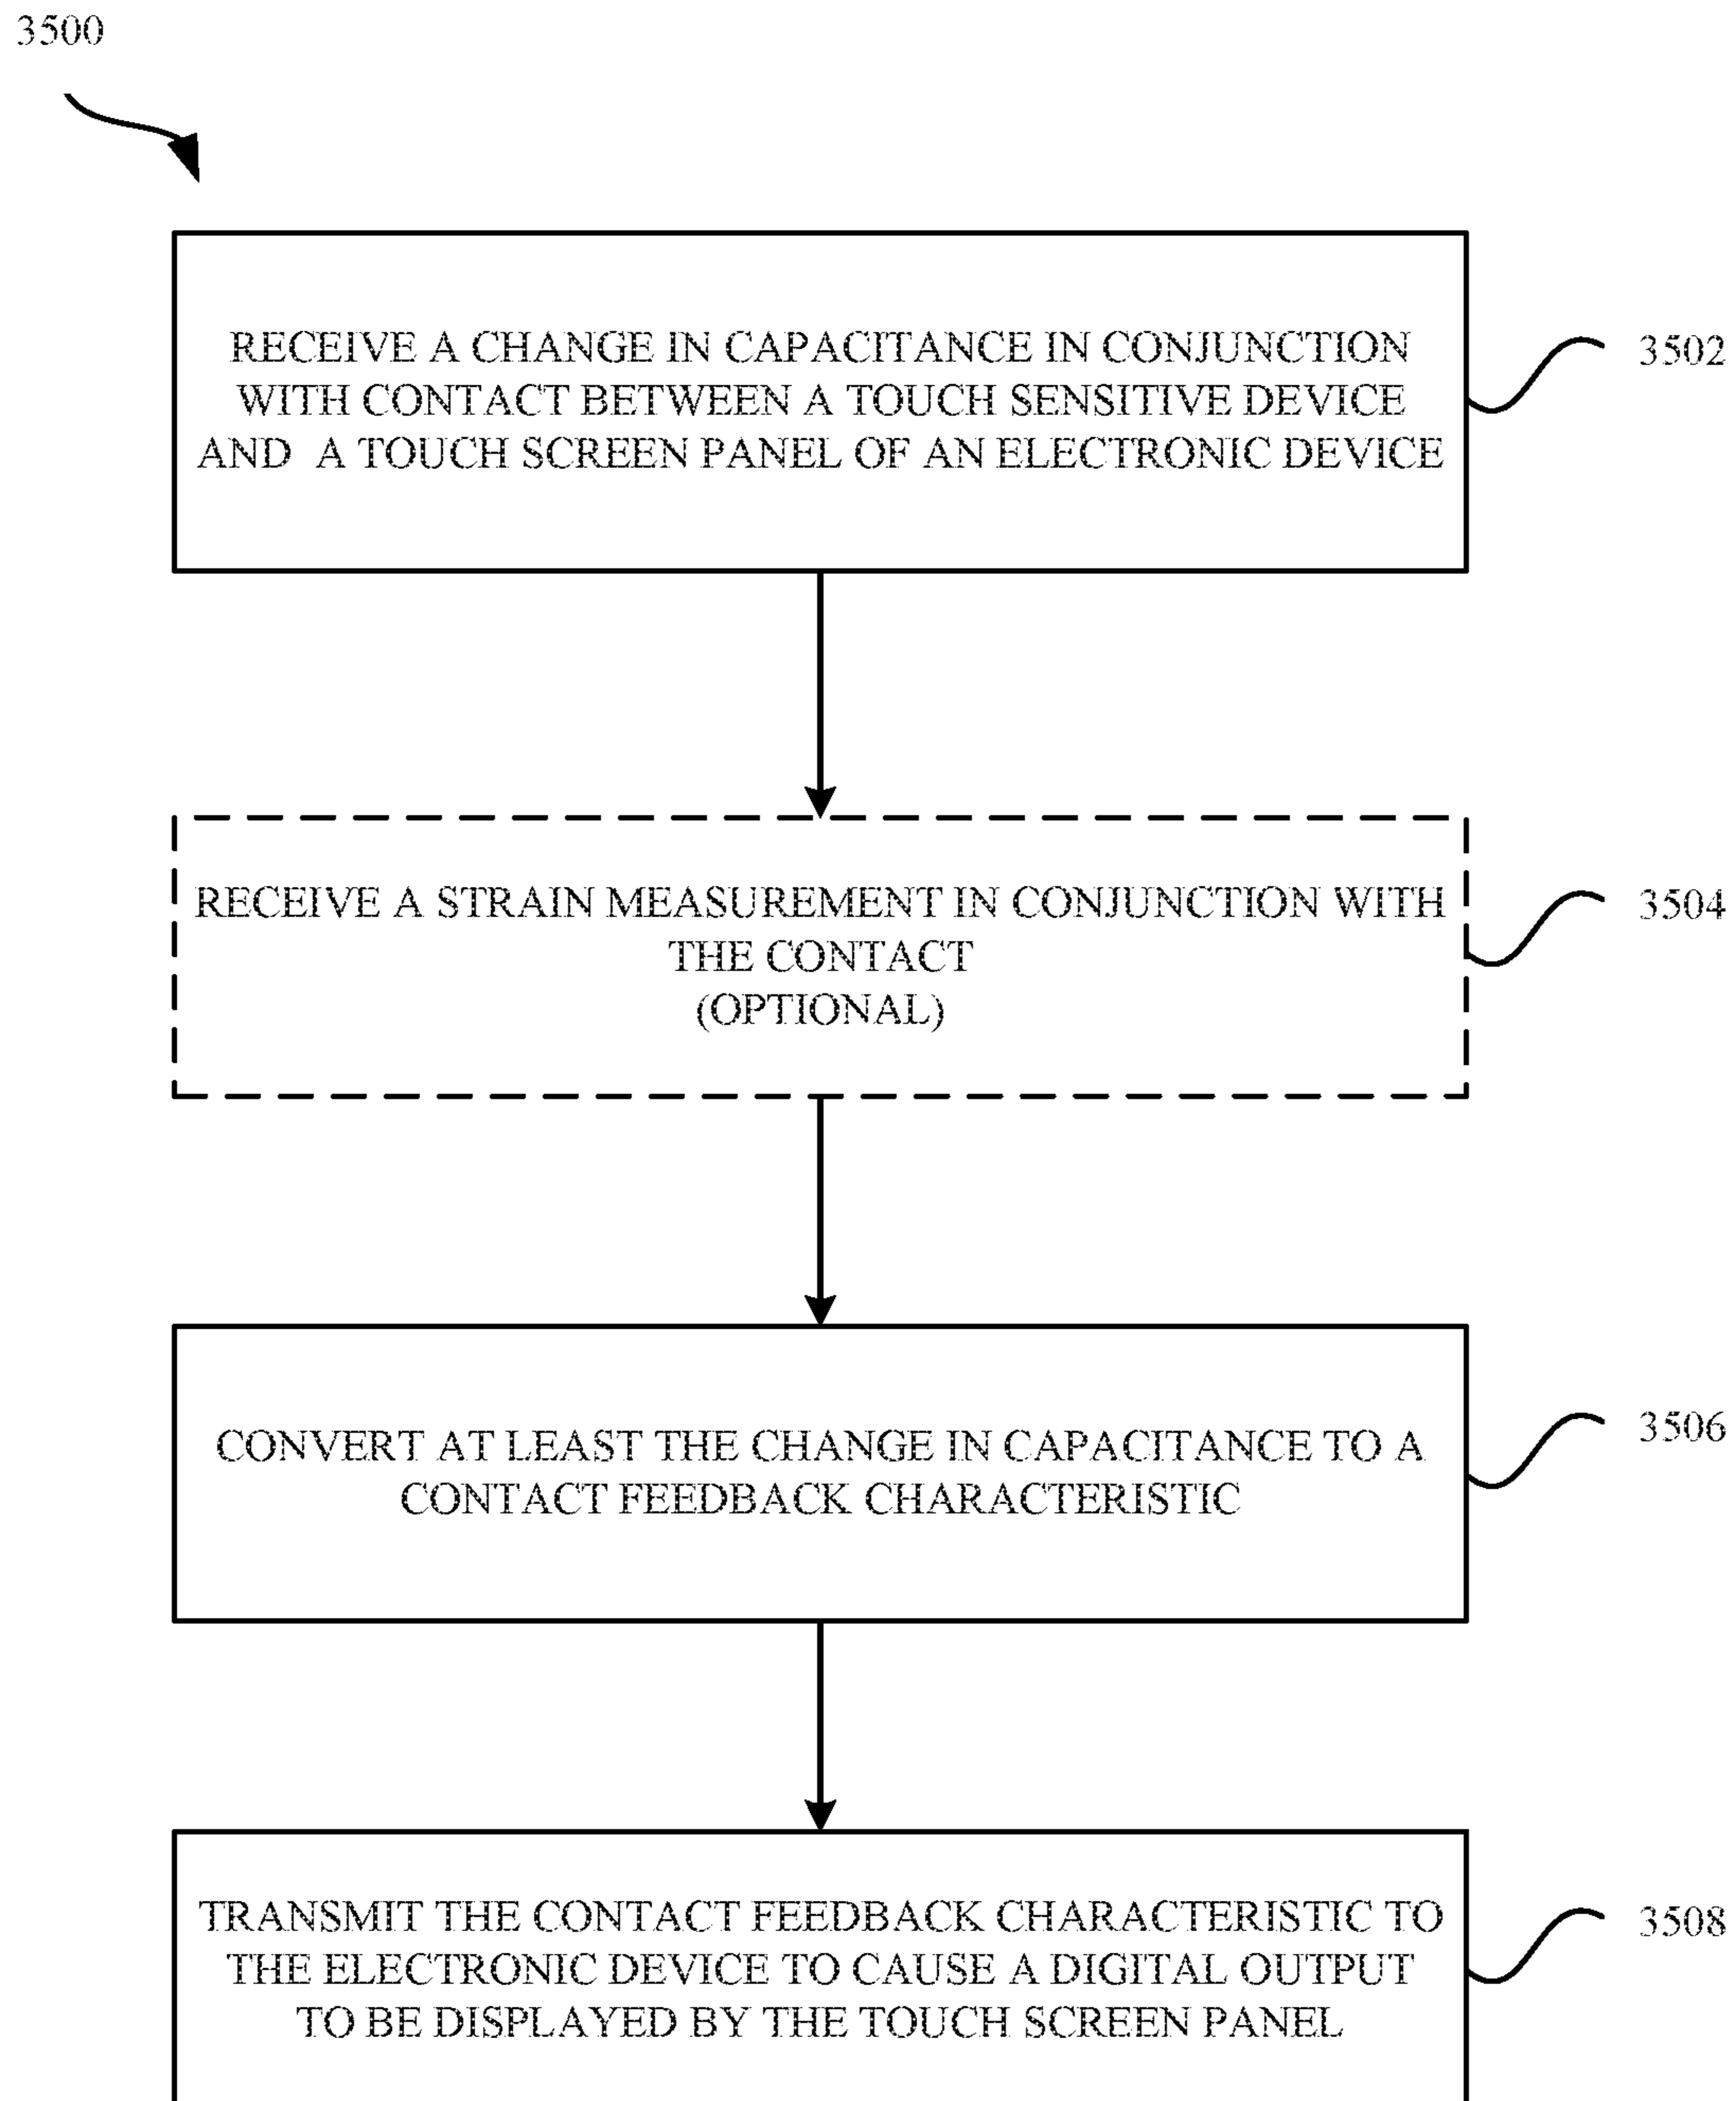 3500
RECEIVE A CHANGE IN CAPACITANCE IN CONJUNCTION
WITH CONTACT BETWEEN A TOUCH SENSITIVE DEVICE
AND A TOUCH SCREEN PANEL OF AN ELECTRONIC DEVICE
3502
RECEIVE A STRAIN MEASUREMENT IN CONJUNCTION WITH
THE CONTACT
(OPTIONAL)
3504
CONVERT AT LEAST THE CHANGE IN CAPACITANCE TO A
CONTACT FEEDBACK CHARACTERISTIC
3506
TRANSMIT THE CONTACT FEEDBACK CHARACTERISTIC TO
THE ELECTRONIC DEVICE TO CAUSE A DIGITAL OUTPUT
TO BE DISPLAYED BY THE TOUCH SCREEN PANEL
3508